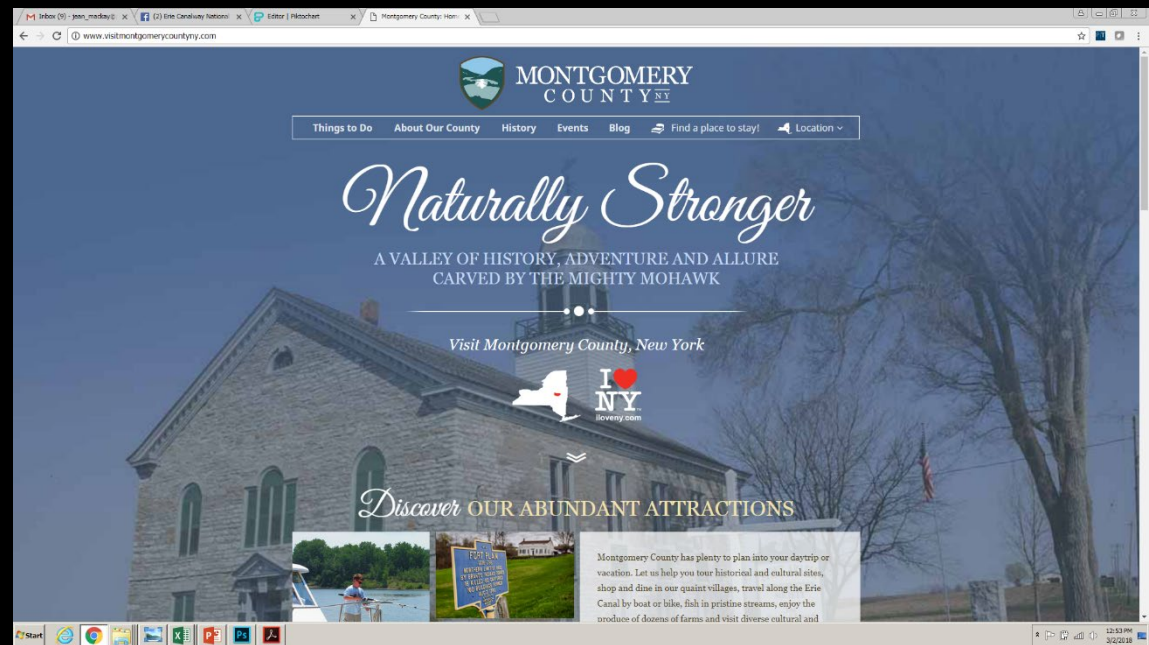 Inbox (9) - jean_mackay@
(2) Erie Canalway National
Editor | Piktochart
Montgomery County: Hom
www.visitmontgomerycountyny.com
MONTGOMERY
COUNTY NY
Things to Do About Our County History Events Blog Find a place to stay! Location
Naturally Stronger
A VALLEY OF HISTORY, ADVENTURE AND ALLURE
CARVED BY THE MIGHTY MOHAWK
Visit Montgomery County, New York
I
NY
iloveny.com
Discover OUR ABUNDANT ATTRACTIONS
FORT PLAIN
Montgomery County has plenty to plan into your daytrip or
vacation. Let us help you tour historical and cultural sites,
shop and dine in our quaint villages, travel along the Erie
Canal by boat or bike, fish in pristine streams, enjoy the
produce of dozens of farms and visit diverse cultural and
Start
Ps
12:53 PM
3/2/2018